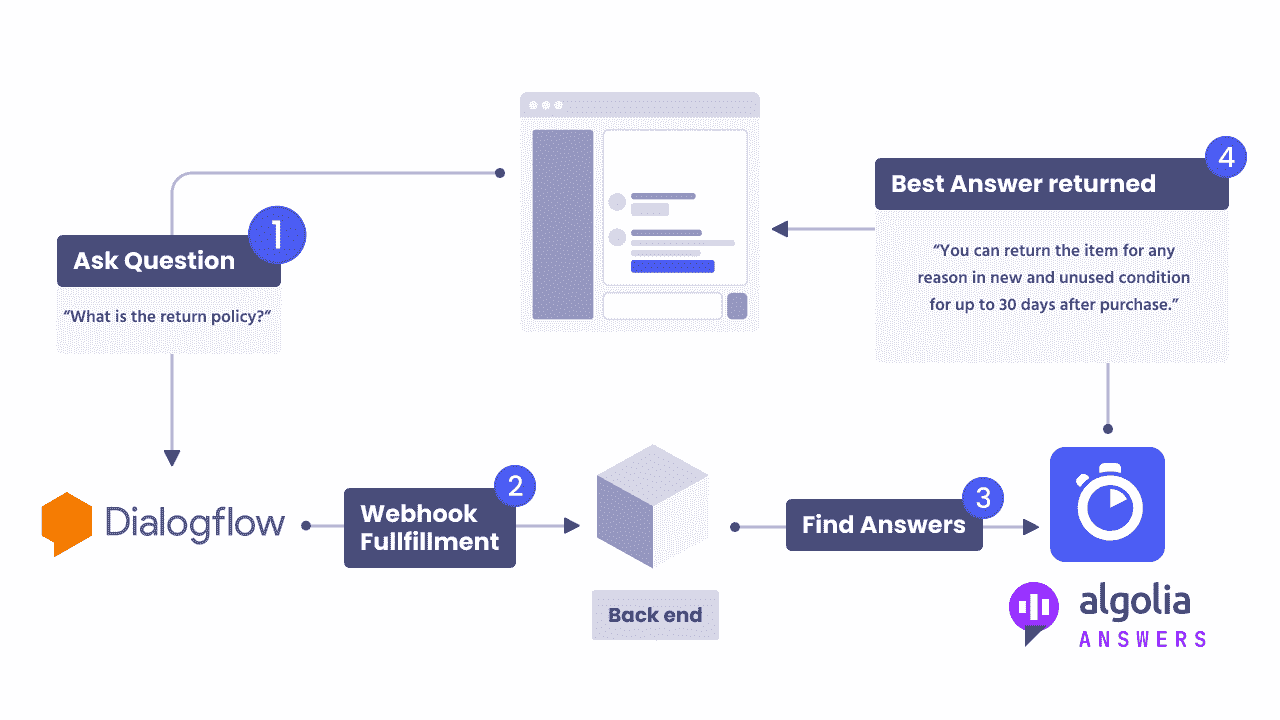 1
Ask Question
“What is the return policy?”
Dialogflow
2
Webhook
Fullfillment
Back end
3
Find Answers
4
Best Answer returned
“You can return the item for any
reason in new and unused condition
for up to 30 days after purchase.”
algolia
ANSWERS